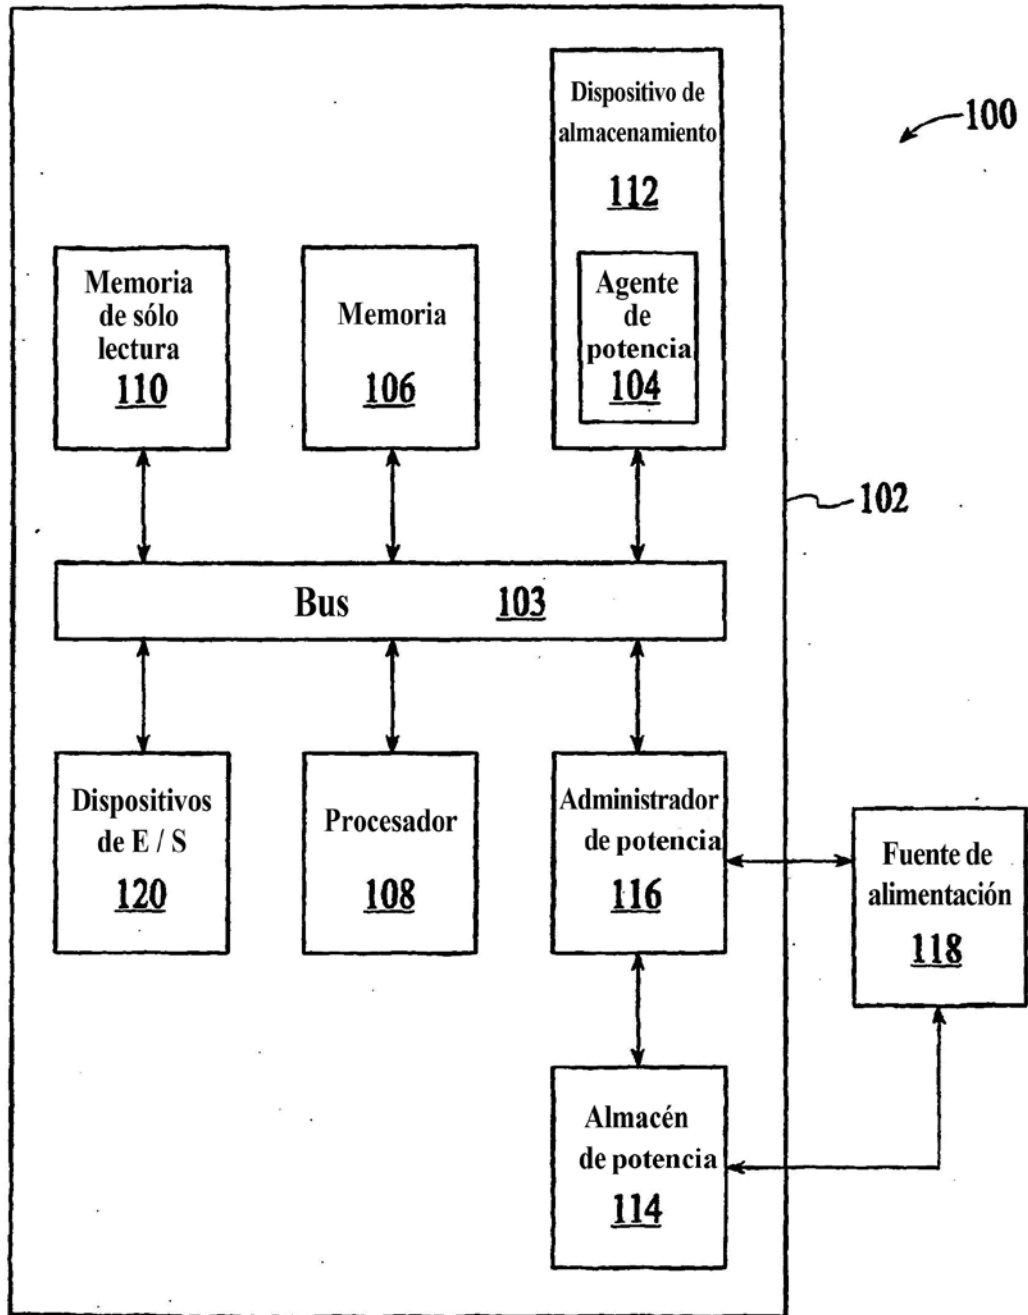 Dispositivo de
almacenamiento
112
100
Memoria
de sólo
lectura
110
Memoria
106
Agente
de
potencia
104
102
Bus 103
Dispositivos
de E / S
120
Procesador
108
Administrador
de potencia
116
Fuente de
alimentación
118
Almacén
de potencia
114